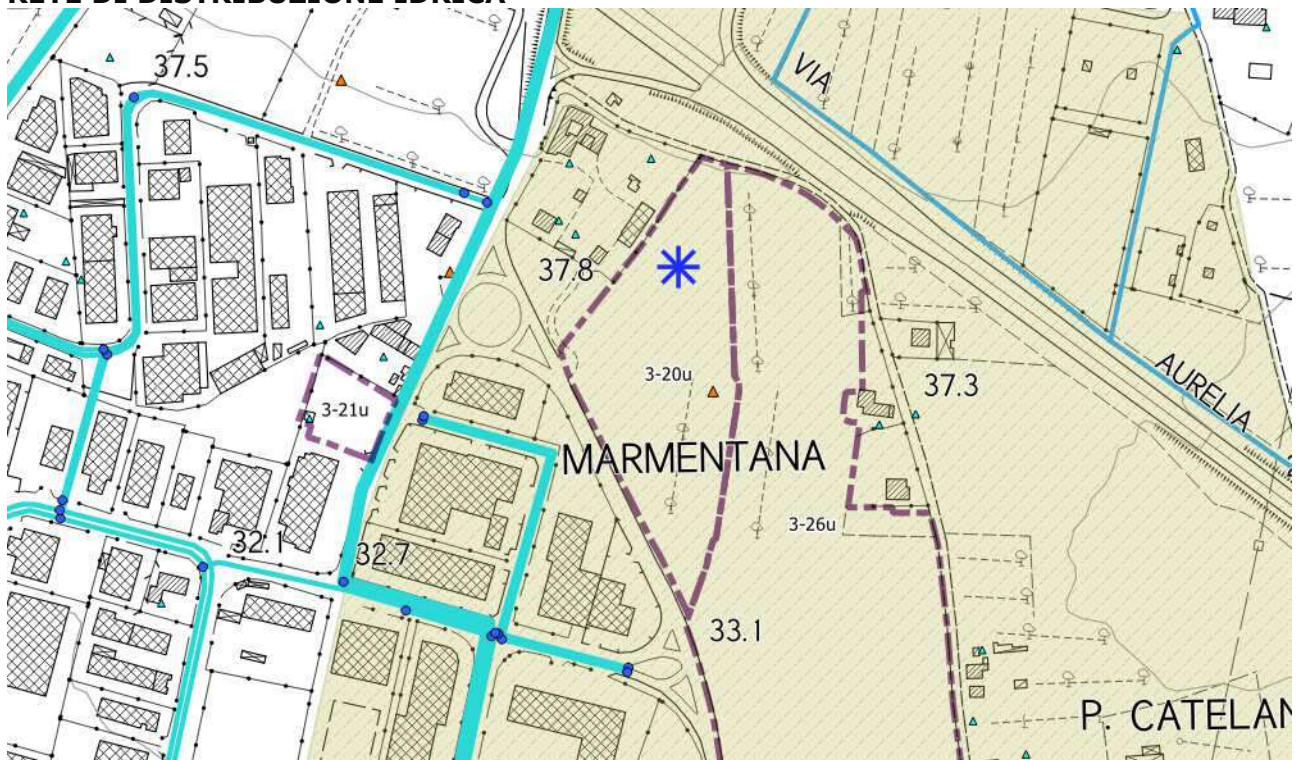 RETE DI DISTRIBUZIONE IDRICA
37.5
VIA
37.8
3-20u
37.3
AURELIA
3-21u
MARMENTANA
3-26u
32.1
32.7
33.1
P. CATELAN